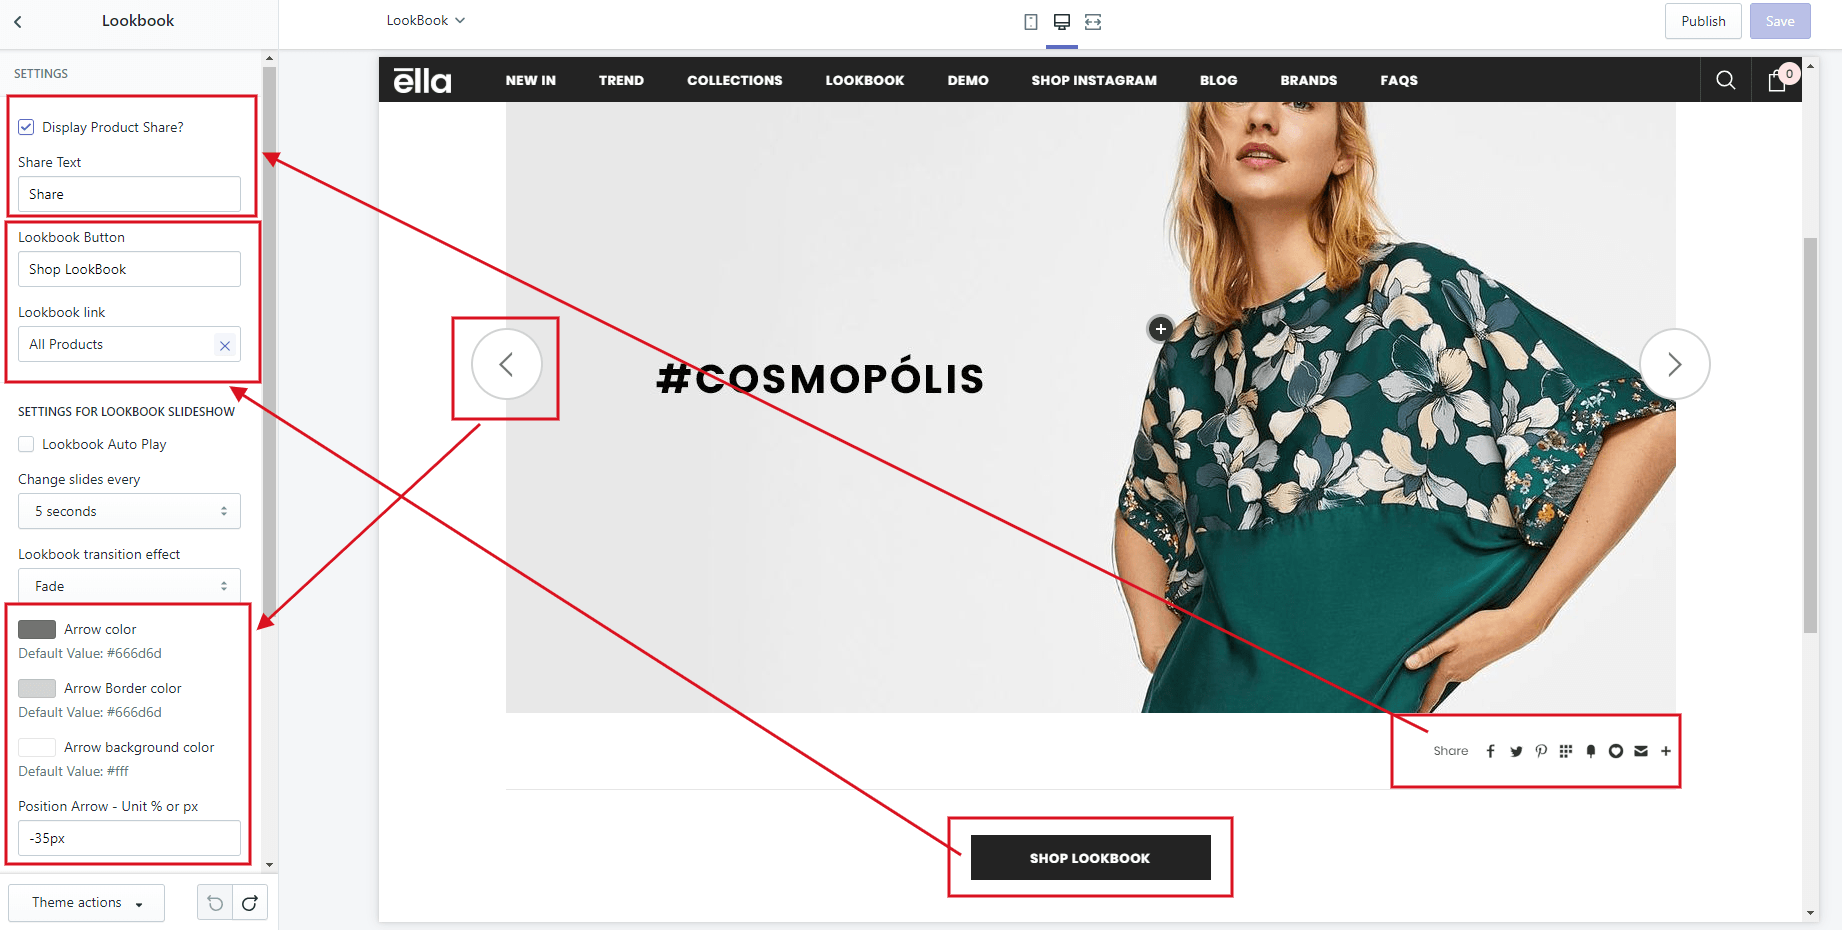 Lookbook
LookBook
Publish
Save
SETTINGS
Display Product Share?
Share Text
Share
Lookbook Button
Shop LookBook
Lookbook link
All Products
SETTINGS FOR LOOKBOOK SLIDESHOW
Lookbook Auto Play
Change slides every
5 seconds
Lookbook transition effect
Fade
Arrow color
Default Value: #666d6d
Arrow Border color
Default Value: #666d6d
Arrow background color
Default Value: #fff
Position Arrow - Unit % or px
-35px
Theme actions
ēlla
NEW IN
TREND
COLLECTIONS
LOOKBOOK
DEMO
SHOP INSTAGRAM
BLOG
BRANDS
FAQS
0
#COSMOPÓLIS
Share
SHOP LOOKBOOK